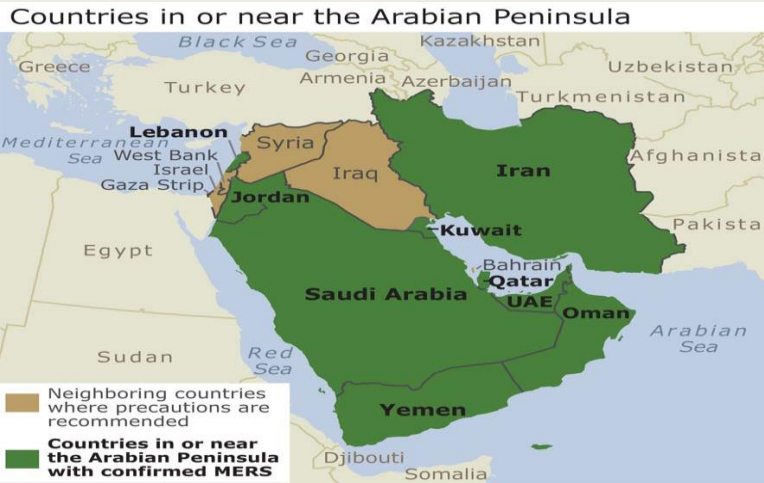 Countries in or near the Arabian Peninsula
Black Sea
Kazakhstan
Greece
Georgia
Uzbekistan
Turkey
Armenia
Azerbaijan
Turkmenistan
Lebanon
Mediterranean
Sea
West Bank
Syria
Afghanista
Israel
Iraq
Iran
Gaza Strip
Jordan
Pakista
Kuwait
Egypt
Bahrain
Qatar
Saudi Arabia
UAE
Oman
Arabian
Sea
Sudan
Red
Sea
Yemen
Neighboring countries
where precautions are
recommended
Countries in or near
the Arabian Peninsula
with confirmed MERS
Djibouti
Somalia